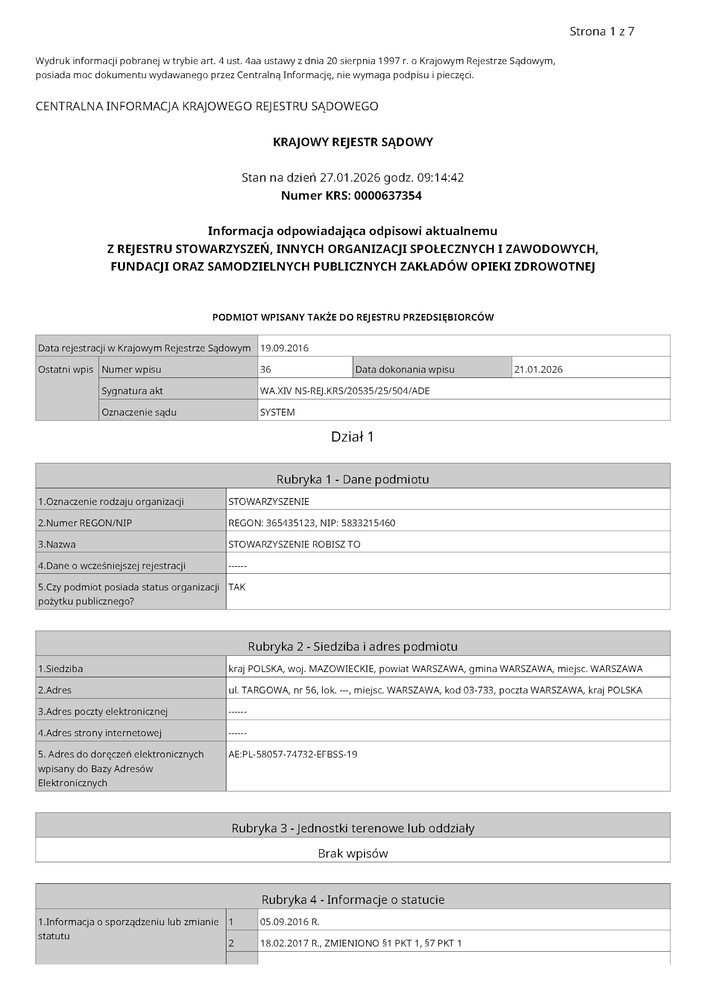 Strona 1 z 7
Wydruk informacji pobranej w trybie art. 4 ust. 4aa ustawy z dnia 20 sierpnia 1997 r. o Krajowym Rejestrze Sądowym,
posiada moc dokumentu wydawanego przez Centralną Informację, nie wymaga podpisu i pieczęci.
CENTRALNA INFORMACJA KRAJOWEGO REJESTRU SĄDOWEGO
KRAJOWY REJESTR SĄDOWY
Stan na dzień 27.01.2026 godz. 09:14:42
Numer KRS: 0000637354
Informacja odpowiadająca odpisowi aktualnemu
Z REJESTRU STOWARZYSZEŃ, INNYCH ORGANIZACJI SPOŁECZNYCH I ZAWODOWYCH,
FUNDACJI ORAZ SAMODZIELNYCH PUBLICZNYCH ZAKŁADÓW OPIEKI ZDROWOTNEJ
PODMIOT WPISANY TAKŻE DO REJESTRU PRZEDSIĘBIORCÓW
Data rejestracji w Krajowym Rejestrze Sądowym 19.09.2016
Ostatni wpis Numer wpisu 36 Data dokonania wpisu 21.01.2026
Sygnatura akt WA.XIV NS-REJ.KRS/20535/25/504/ADE
Oznaczenie sądu SYSTEM
Dział 1
Rubryka 1 - Dane podmiotu
1.Oznaczenie rodzaju organizacji STOWARZYSZENIE
2.Numer REGON/NIP REGON: 365435123, NIP: 5833215460
3.Nazwa STOWARZYSZENIE ROBISZ TO
4.Dane o wcześniejszej rejestracji ------
5.Czy podmiot posiada status organizacji TAK
pożytku publicznego?
Rubryka 2 - Siedziba i adres podmiotu
1.Siedziba kraj POLSKA, woj. MAZOWIECKIE, powiat WARSZAWA, gmina WARSZAWA, miejsc. WARSZAWA
2.Adres ul. TARGOWA, nr 56, lok. ---, miejsc. WARSZAWA, kod 03-733, poczta WARSZAWA, kraj POLSKA
3.Adres poczty elektronicznej ------
4.Adres strony internetowej ------
5. Adres do doręczeń elektronicznych AE:PL-58057-74732-EFBSS-19
wpisany do Bazy Adresów
Elektronicznych
Rubryka 3 - Jednostki terenowe lub oddziały
Brak wpisów
Rubryka 4 - Informacje o statucie
1.Informacja o sporządzeniu lub zmianie 1 05.09.2016 R.
statutu
2 18.02.2017 R., ZMIENIONO §1 PKT 1, §7 PKT 1